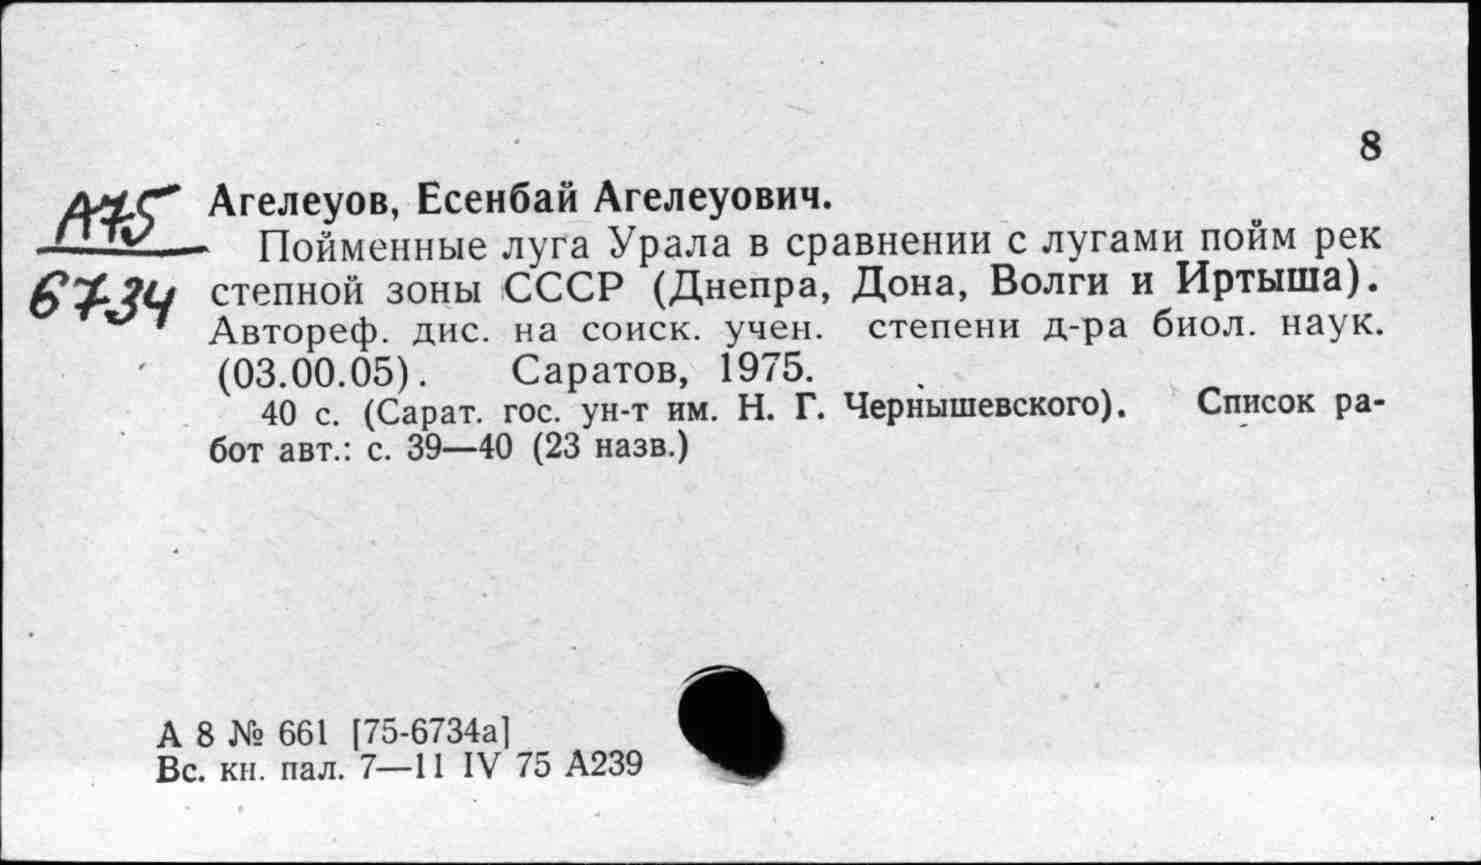 8
А75
6734
Агелеуов, Есенбай Агелеуович.
Пойменные луга Урала в сравнении с лугами пойм рек
степной зоны СССР (Днепра, Дона, Волги и Иртыша).
Автореф. дис. на соиск. учен. степени д-ра биол. наук.
(03.00.05). Саратов, 1975.
40 с. (Сарат. гос. ун-т им. Н. Г. Чернышевского). Список ра-
бот авт.: с. 39—40 (23 назв.)
А 8 № 661 [75-6734а]
Вс. кн. пал. 7—11 IV 75 А239